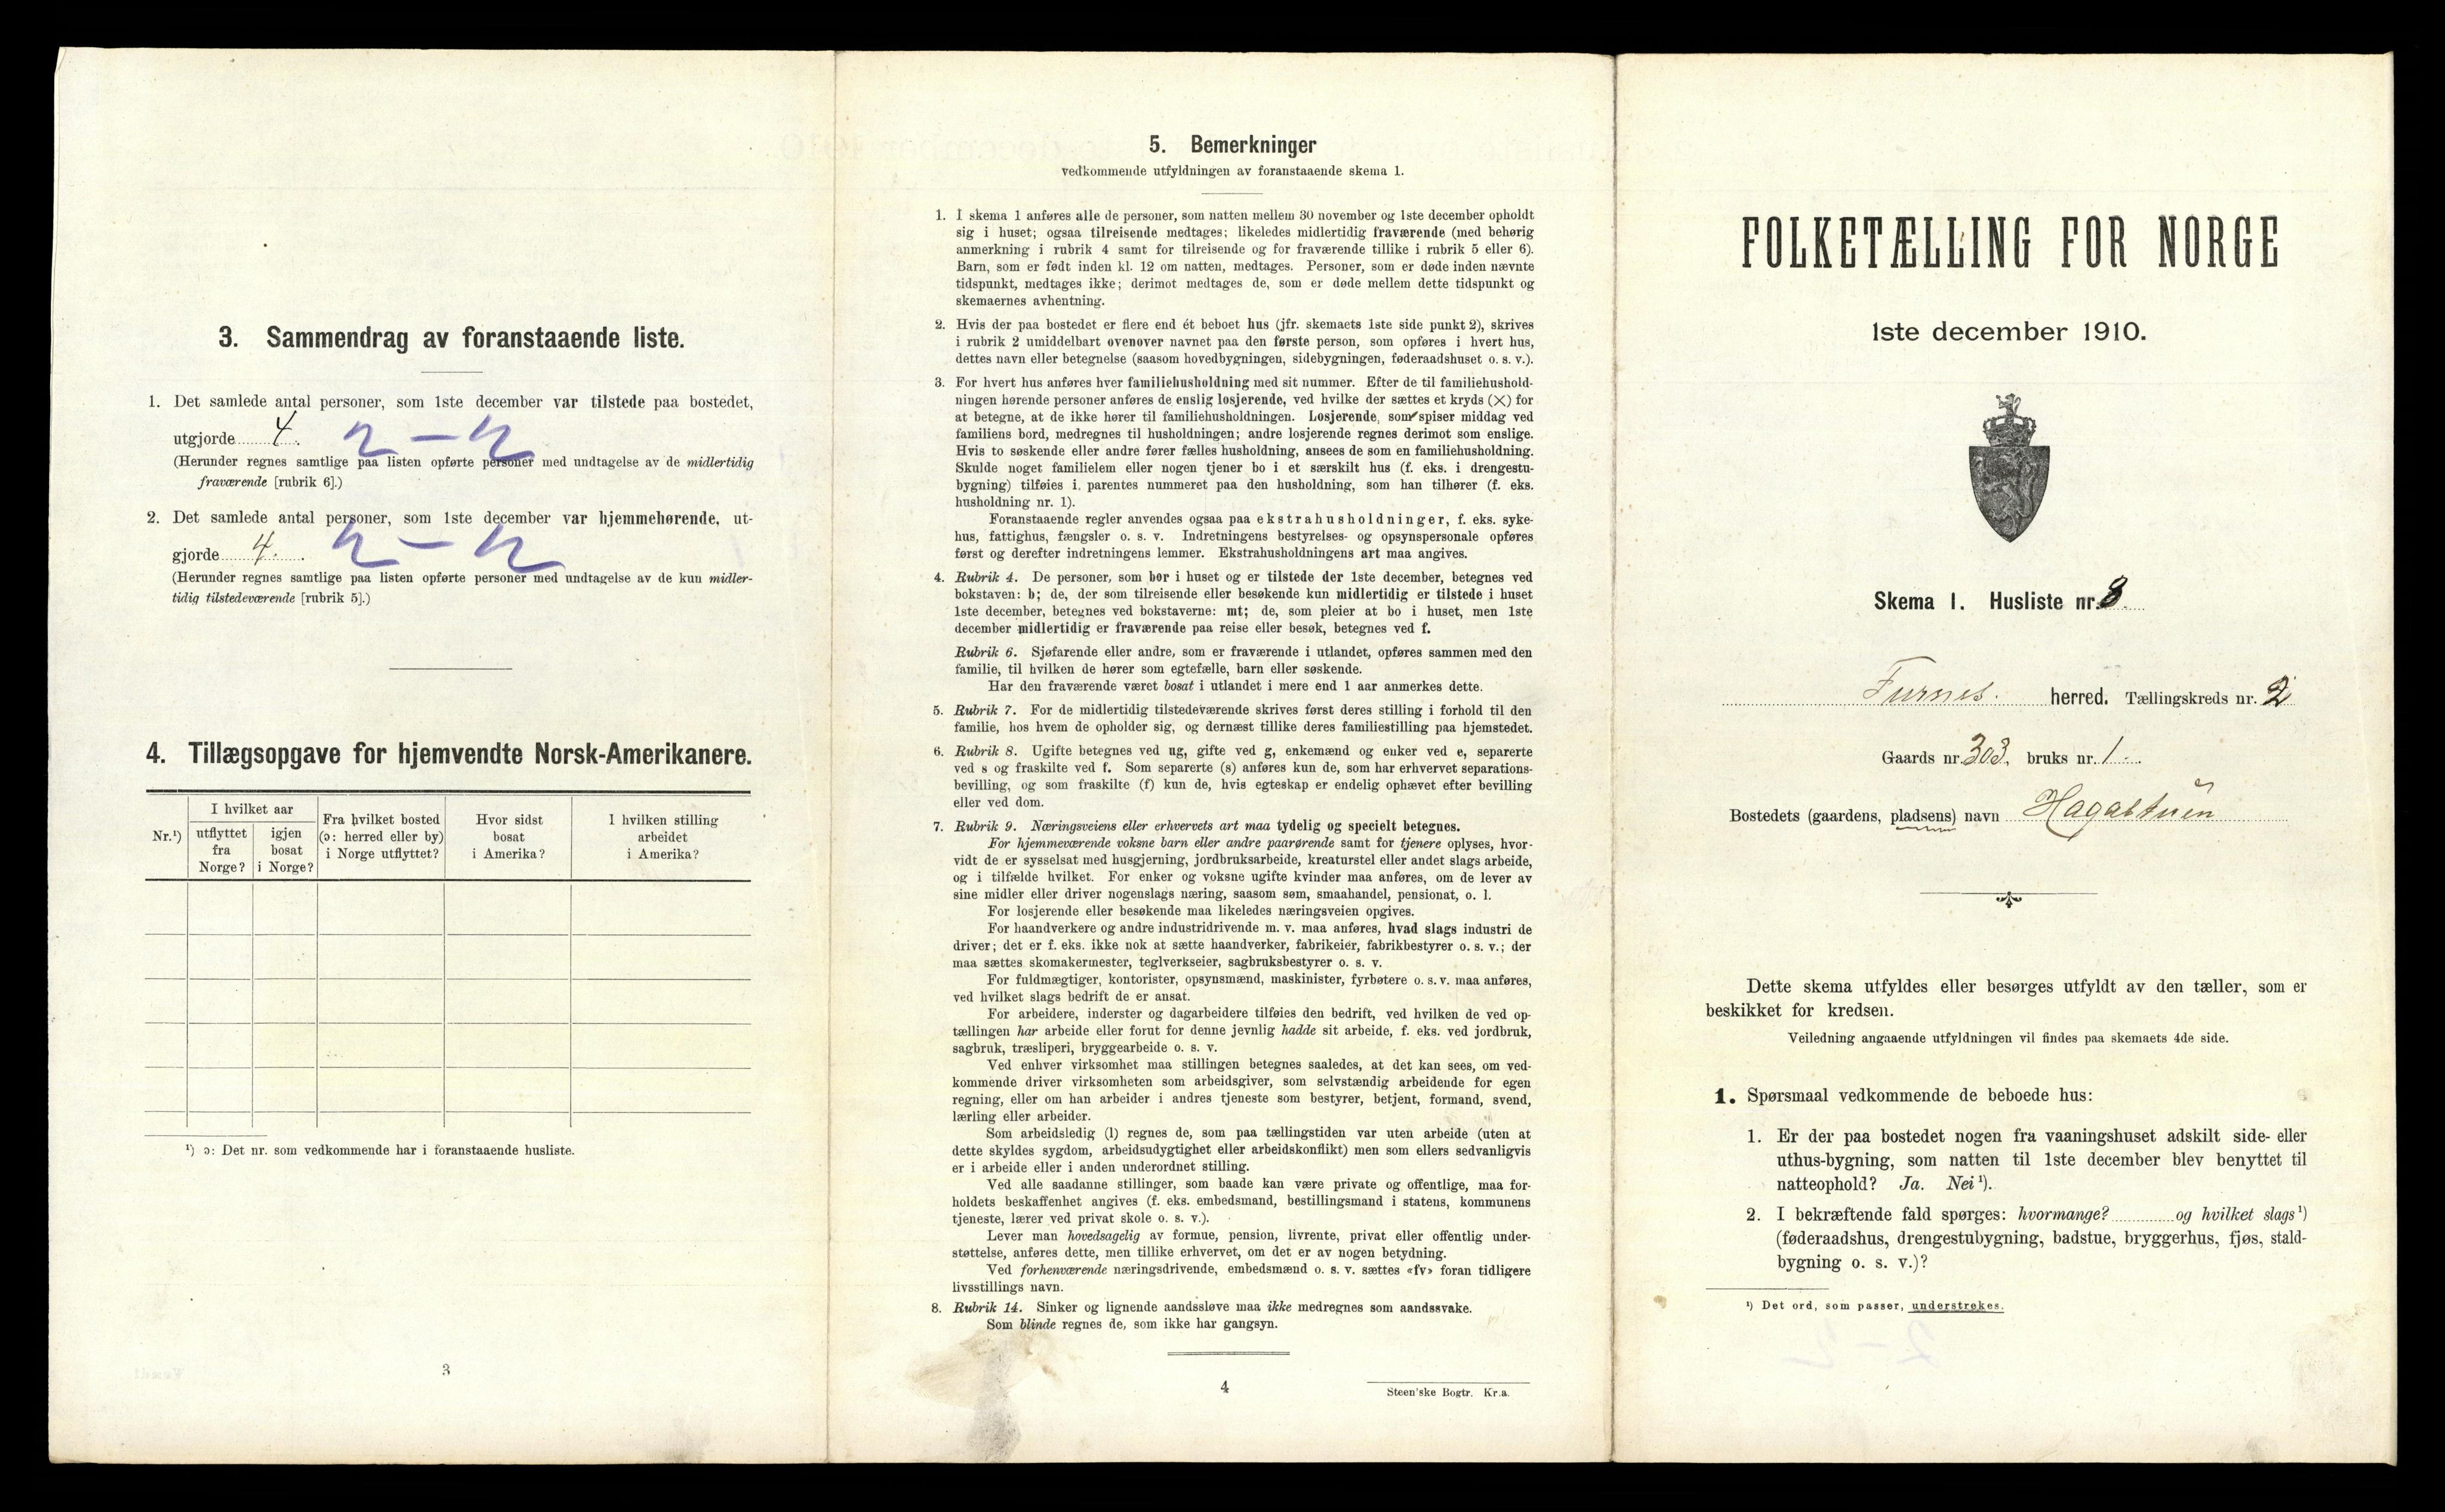 3. Sammendrag av foranstaaende liste.
1. Det samlede antal personer, som 1ste december var tilstede paa bostedet,
utgjorde 4. 2 — 2
(Herunder regnes samtlige paa listen opførte personer med undtagelse av de midlertidig
fraværende [rubrik 6].)
2. Det samlede antal personer, som 1ste december var hjemmehørende, ut-
gjorde 4. 2 — 2
(Herunder regnes samtlige paa listen opførte personer med undtagelse av de kun midler-
tidig tilstedeværende [rubrik 5].)
4. Tillægsopgave for hjemvendte Norsk-Amerikanere.
Nr.¹)
I hvilket aar
utflyttet
fra
Norge?
igjen
bosat
i Norge?
Fra hvilket bosted
(ɔ: herred eller by)
i Norge utflyttet?
Hvor sidst
bosat
i Amerika?
I hvilken stilling
arbeidet
i Amerika?
¹) ɔ: Det nr. som vedkommende har i foranstaaende husliste.
3
5. Bemerkninger
vedkommende utfyldningen av foranstaaende skema 1.
1. I skema 1 anføres alle de personer, som natten mellem 30 november og 1ste december opholdt
sig i huset; ogsaa tilreisende medtages; likeledes midlertidig fraværende (med behørig
anmerkning i rubrik 4 samt for tilreisende og for fraværende tillike i rubrik 5 eller 6).
Barn, som er født inden kl. 12 om natten, medtages. Personer, som er døde inden nævnte
tidspunkt, medtages ikke; derimot medtages de, som er døde mellem dette tidspunkt og
skemaernes avhentning.
2. Hvis der paa bostedet er flere end ét beboet hus (jfr. skemaets 1ste side punkt 2), skrives
i rubrik 2 umiddelbart ovenover navnet paa den første person, som opføres i hvert hus,
dettes navn eller betegnelse (saasom hovedbygningen, sidebygningen, føderaadshuset o. s. v.).
3. For hvert hus anføres hver familiehusholdning med sit nummer. Efter de til familiehushold-
ningen hørende personer anføres de enslig losjerende, ved hvilke der sættes et kryds (×) for
at betegne, at de ikke hører til familiehusholdningen. Losjerende, som spiser middag ved
familiens bord, medregnes til husholdningen; andre losjerende regnes derimot som enslige.
Hvis to søskende eller andre fører fælles husholdning, ansees de som en familiehusholdning.
Skulde noget familielem eller nogen tjener bo i et særskilt hus (f. eks. i drengestu-
bygning) tilføies i parentes nummeret paa den husholdning, som han tilhører (f. eks.
husholdning nr. 1).
Foranstaaende regler anvendes ogsaa paa ekstrahusholdninger, f. eks. syke-
hus, fattighus, fængsler o. s. v. Indretningens bestyrelses- og opsynspersonale opføres
først og derefter indretningens lemmer. Ekstrahusholdningens art maa angives.
4. Rubrik 4. De personer, som bor i huset og er tilstede der 1ste december, betegnes ved
bokstaven: b; de, der som tilreisende eller besøkende kun midlertidig er tilstede i huset
1ste december, betegnes ved bokstaverne: mt; de, som pleier at bo i huset, men 1ste
december midlertidig er fraværende paa reise eller besøk, betegnes ved f.
Rubrik 6. Sjøfarende eller andre, som er fraværende i utlandet, opføres sammen med den
familie, til hvilken de hører som egtefælle, barn eller søskende.
Har den fraværende været bosat i utlandet i mere end 1 aar anmerkes dette.
5. Rubrik 7. For de midlertidig tilstedeværende skrives først deres stilling i forhold til den
familie, hos hvem de opholder sig, og dernæst tillike deres familiestilling paa hjemstedet.
6. Rubrik 8. Ugifte betegnes ved ug, gifte ved g, enkemænd og enker ved e, separerte
ved s og fraskilte ved f. Som separerte (s) anføres kun de, som har erhvervet separations-
bevilling, og som fraskilte (f) kun de, hvis egteskap er endelig ophævet efter bevilling
eller ved dom.
7. Rubrik 9. Næringsveiens eller erhvervets art maa tydelig og specielt betegnes.
For hjemmeværende voksne barn eller andre paarørende samt for tjenere oplyses, hvor-
vidt de er sysselsat med husgjerning, jordbruksarbeide, kreaturstel eller andet slags arbeide,
og i tilfælde hvilket. For enker og voksne ugifte kvinder maa anføres, om de lever av
sine midler eller driver nogenslags næring, saasom søm, smaahandel, pensionat, o. l.
For losjerende eller besøkende maa likeledes næringsveien opgives.
For haandverkere og andre industridrivende m. v. maa anføres, hvad slags industri de
driver; det er f. eks. ikke nok at sætte haandverker, fabrikeier, fabrikbestyrer o. s. v.; der
maa sættes skomakermester, teglverkseier, sagbruksbestyrer o. s. v.
For fuldmægtiger, kontorister, opsynsmænd, maskinister, fyrbøtere o. s. v. maa anføres,
ved hvilket slags bedrift de er ansat.
For arbeidere, inderster og dagarbeidere tilføies den bedrift, ved hvilken de ved op-
tællingen har arbeide eller forut for denne jevnlig hadde sit arbeide, f. eks. ved jordbruk,
sagbruk, træsliperi, bryggearbeide o. s. v.
Ved enhver virksomhet maa stillingen betegnes saaledes, at det kan sees, om ved-
kommende driver virksomheten som arbeidsgiver, som selvstændig arbeidende for egen
regning, eller om han arbeider i andres tjeneste som bestyrer, betjent, formand, svend,
lærling eller arbeider.
Som arbeidsledig (l) regnes de, som paa tællingstiden var uten arbeide (uten at
dette skyldes sygdom, arbeidsudygtighet eller arbeidskonflikt) men som ellers sedvanligvis
er i arbeide eller i anden underordnet stilling.
Ved alle saadanne stillinger, som baade kan være private og offentlige, maa for-
holdets beskaffenhet angives (f. eks. embedsmand, bestillingsmand i statens, kommunens
tjeneste, lærer ved privat skole o. s. v.).
Lever man hovedsagelig av formue, pension, livrente, privat eller offentlig under-
støttelse, anføres dette, men tillike erhvervet, om det er av nogen betydning.
Ved forhenværende næringsdrivende, embedsmænd o. s. v. sættes «fv» foran tidligere
livsstillings navn.
8. Rubrik 14. Sinker og lignende aandssløve maa ikke medregnes som aandssvake.
Som blinde regnes de, som ikke har gangsyn.
4
Steen'ske Bogtr. Kr.a.
FOLKETÆLLING FOR NORGE
1ste december 1910.
Skema 1. Husliste nr. 8.
Furnes. herred. Tællingskreds nr. 2
Gaards nr. 303, bruks nr. 1.
Bostedets (gaardens, pladsens) navn Hagastuen
Dette skema utfyldes eller besørges utfyldt av den tæller, som er
beskikket for kredsen.
Veiledning angaaende utfyldningen vil findes paa skemaets 4de side.
1. Spørsmaal vedkommende de beboede hus:
1. Er der paa bostedet nogen fra vaaningshuset adskilt side- eller
uthus-bygning, som natten til 1ste december blev benyttet til
natteophold? Ja. Nei ¹).
2. I bekræftende fald spørges: hvormange? og hvilket slags ¹)
(føderaadshus, drengestubygning, badstue, bryggerhus, fjøs, stald-
bygning o. s. v.)?
¹) Det ord, som passer, understrekes.